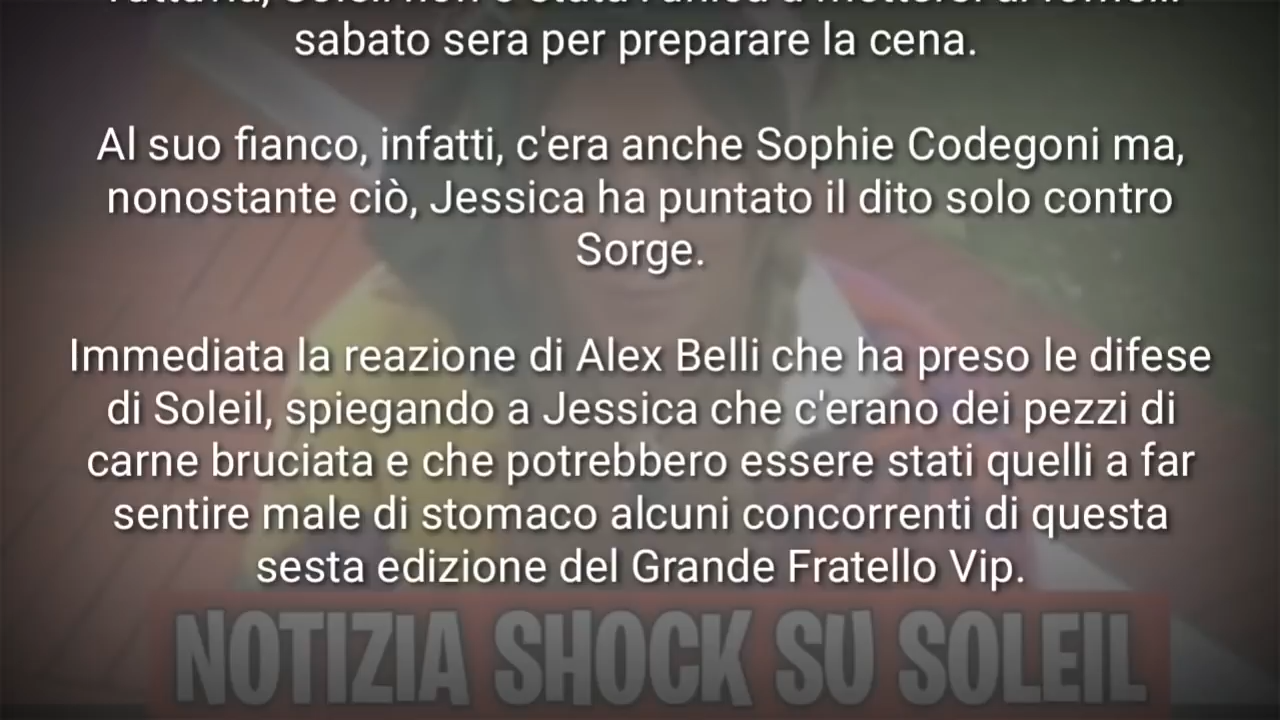 sabato sera per preparare la cena.
Al suo fianco, infatti, c'era anche Sophie Codegoni ma,
nonostante ciò, Jessica ha puntato il dito solo contro
Sorge.
Immediata la reazione di Alex Belli che ha preso le difese
di Soleil, spiegando a Jessica che c'erano dei pezzi di
carne bruciata e che potrebbero essere stati quelli a far
sentire male di stomaco alcuni concorrenti di questa
sesta edizione del Grande Fratello Vip.
NOTIZIA SHOCK SU SOLEIL